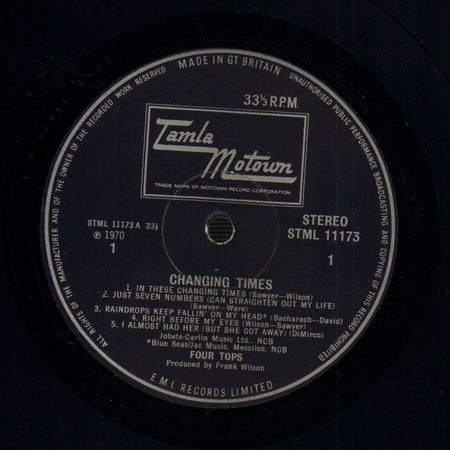 MADE IN GT. BRITAIN
UNAUTHORISED PUBLIC PERFORMANCE BROADCASTING AND COPYING OF THIS RECORD PROHIBITED
ALL RIGHTS OF THE MANUFACTURER AND OF THE OWNER OF THE RECORDED WORK RESERVED
33⅓ R.P.M.
Tamla
Motown
TRADE MARK OF MOTOWN RECORD CORPORATION
STML 11173 A 33⅓
℗ 1970
1
STEREO
STML 11173
1
CHANGING TIMES
1. IN THESE CHANGING TIMES (Sawyer—Wilson)
2. JUST SEVEN NUMBERS (CAN STRAIGHTEN OUT MY LIFE)
(Sawyer—Ware)
3. RAINDROPS KEEP FALLIN' ON MY HEAD* (Bacharach—David)
4. RIGHT BEFORE MY EYES (Wilson—Sawyer)
5. I ALMOST HAD HER (BUT SHE GOT AWAY) (DiMirco)
Jobete-Carlin Music Ltd., NCB
*Blue Seas/Jac Music, Mecolico, NCB
FOUR TOPS
Produced by Frank Wilson
E M I RECORDS LIMITED